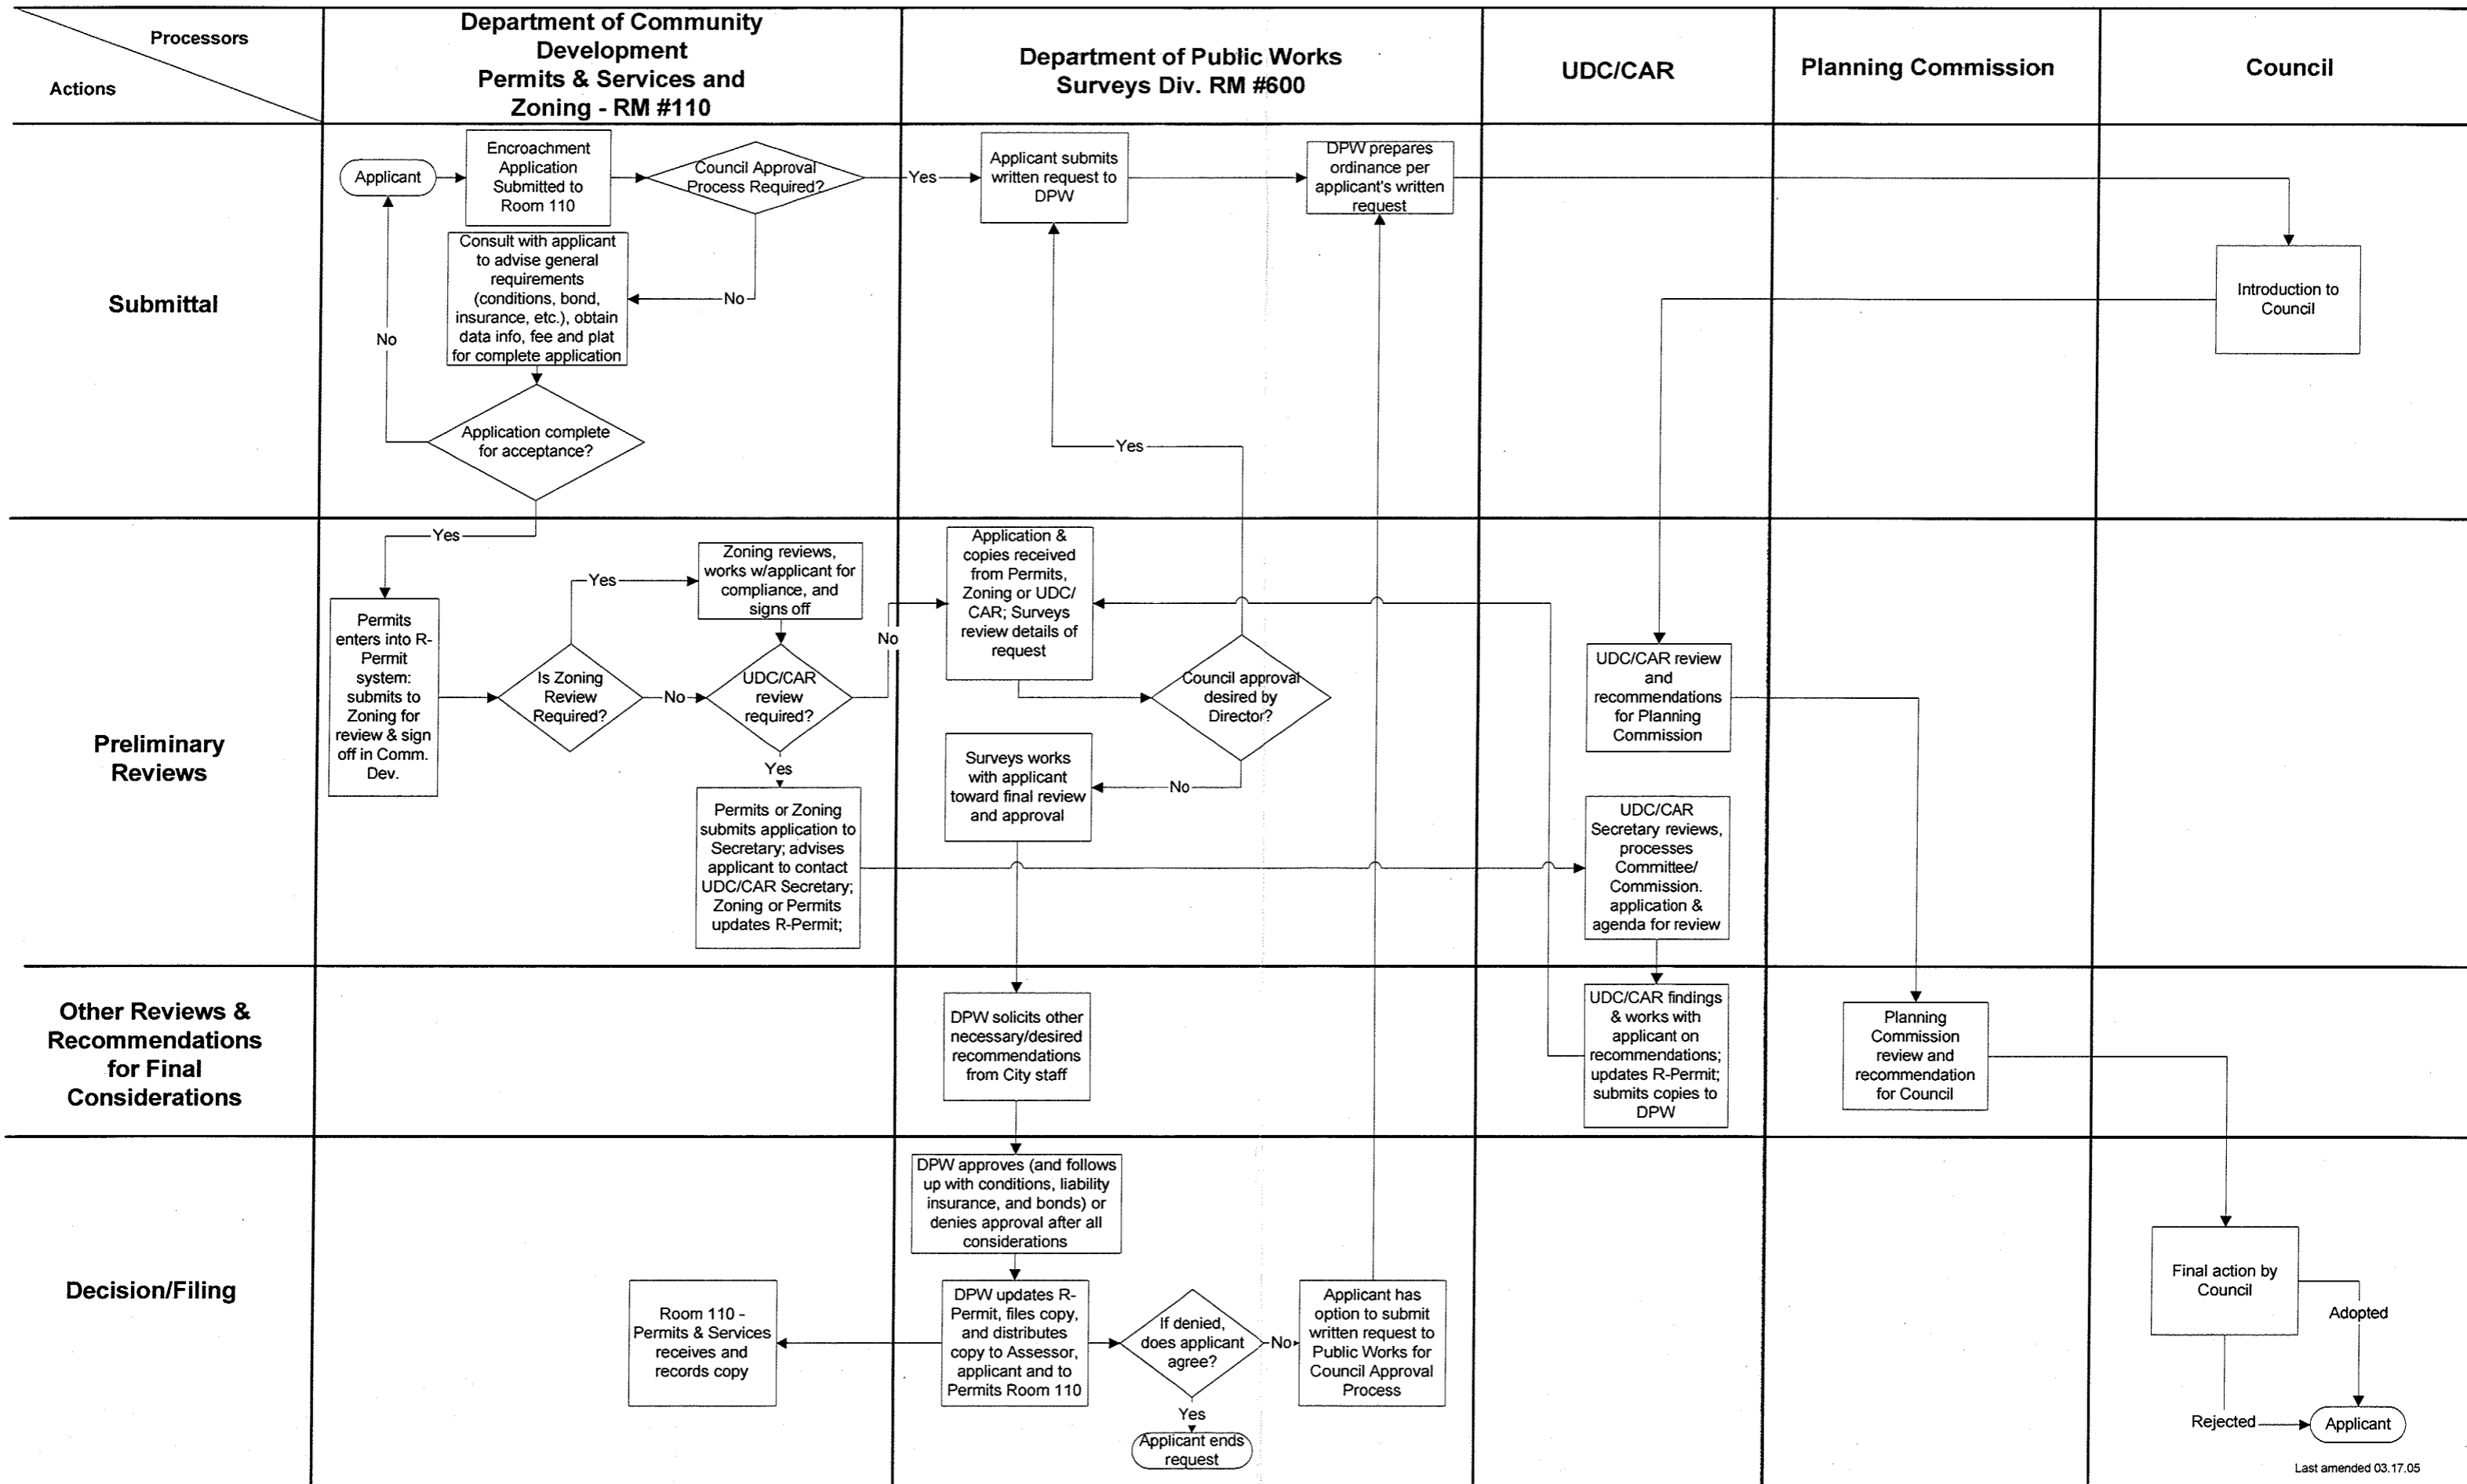 Processors
Actions
Department of Community
Development
Permits & Services and
Zoning - RM #110
Department of Public Works
Surveys Div. RM #600
UDC/CAR
Planning Commission
Council
Submittal
Applicant
Encroachment
Application
Submitted to
Room 110
Council Approval
Process Required?
Yes
Applicant submits
written request to
DPW
DPW prepares
ordinance per
applicant's written
request
Consult with applicant
to advise general
requirements
(conditions, bond,
insurance, etc.), obtain
data info, fee and plat
for complete application
No
No
Introduction to
Council
Application complete
for acceptance?
Yes
Preliminary
Reviews
Yes
Permits
enters into R-
Permit
system:
submits to
Zoning for
review & sign
off in Comm.
Dev.
Is Zoning
Review
Required?
Yes
No
Zoning reviews,
works w/applicant for
compliance, and
signs off
UDC/CAR
review
required?
No
Yes
Permits or Zoning
submits application to
Secretary; advises
applicant to contact
UDC/CAR Secretary;
Zoning or Permits
updates R-Permit;
Application &
copies received
from Permits,
Zoning or UDC/
CAR; Surveys
review details of
request
Council approval
desired by
Director?
No
Surveys works
with applicant
toward final review
and approval
UDC/CAR review
and
recommendations
for Planning
Commission
UDC/CAR
Secretary reviews,
processes
Committee/
Commission.
application &
agenda for review
Other Reviews &
Recommendations
for Final
Considerations
DPW solicits other
necessary/desired
recommendations
from City staff
UDC/CAR findings
& works with
applicant on
recommendations;
updates R-Permit;
submits copies to
DPW
Planning
Commission
review and
recommendation
for Council
Decision/Filing
DPW approves (and follows
up with conditions, liability
insurance, and bonds) or
denies approval after all
considerations
Room 110 -
Permits & Services
receives and
records copy
DPW updates R-
Permit, files copy,
and distributes
copy to Assessor,
applicant and to
Permits Room 110
If denied,
does applicant
agree?
No
Yes
Applicant ends
request
Applicant has
option to submit
written request to
Public Works for
Council Approval
Process
Final action by
Council
Adopted
Rejected
Applicant
Last amended 03.17.05